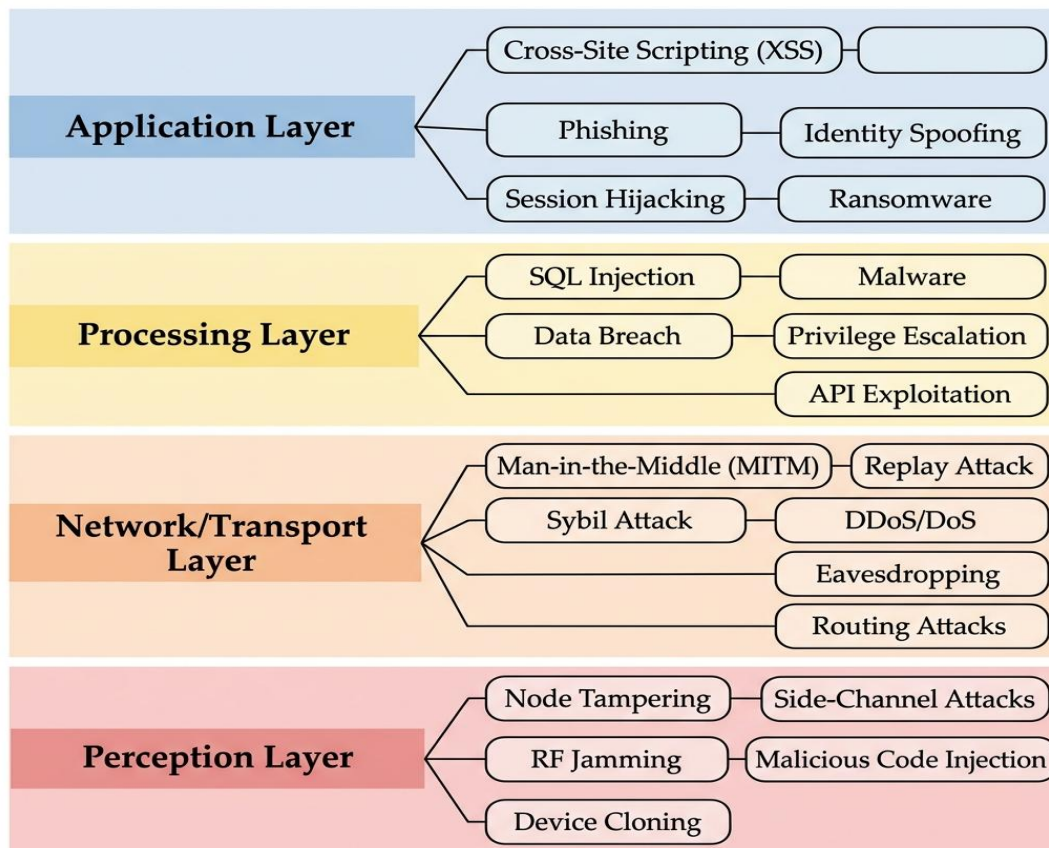 Cross-Site Scripting (XSS)
Application Layer
Phishing
Identity Spoofing
Session Hijacking
Ransomware
SQL Injection
Malware
Processing Layer
Data Breach
Privilege Escalation
API Exploitation
Man-in-the-Middle (MITM)
Replay Attack
Network/Transport
Layer
Sybil Attack
DDoS/DoS
Eavesdropping
Routing Attacks
Node Tampering
Side-Channel Attacks
Perception Layer
RF Jamming
Malicious Code Injection
Device Cloning